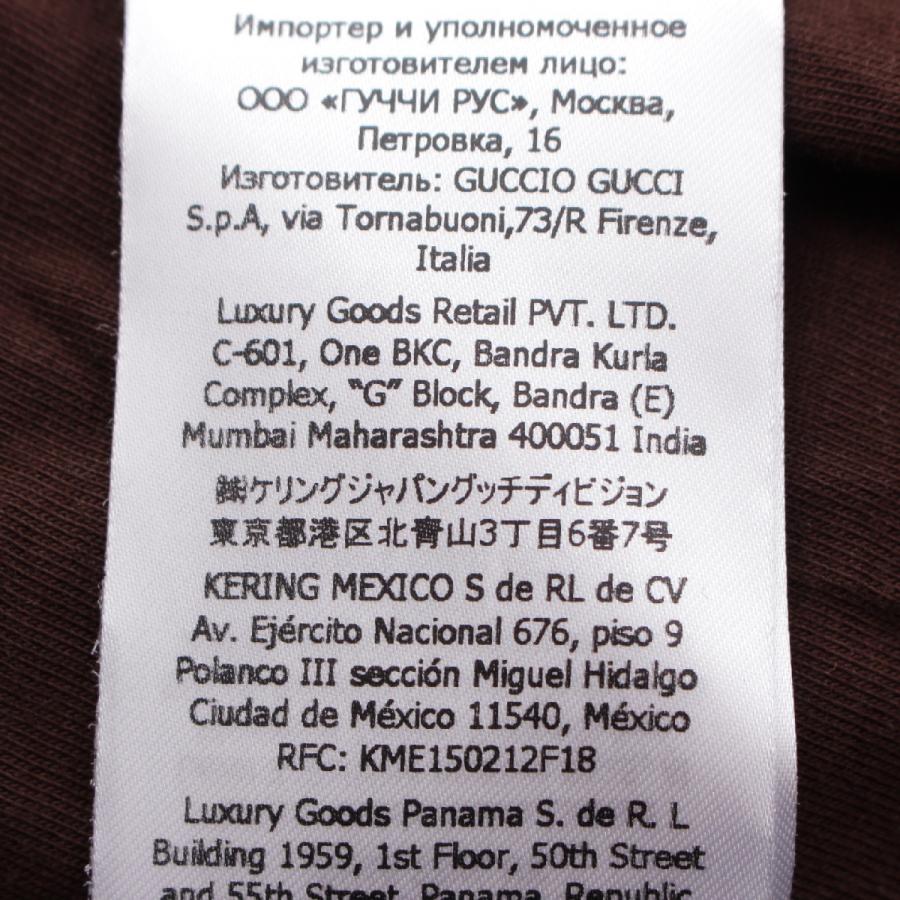 Импортер и уполномоченное
изготовителем лицо:
ООО «ГУЧЧИ РУС», Москва,
Петровка, 16
Изготовитель: GUCCIO GUCCI
S.p.A, via Tornabuoni,73/R Firenze,
Italia
Luxury Goods Retail PVT. LTD.
C-601, One BKC, Bandra Kurla
Complex, "G" Block, Bandra (E)
Mumbai Maharashtra 400051 India
㈱ケリングジャパングッチディビジョン
東京都港区北青山3丁目6番7号
KERING MEXICO S de RL de CV
Av. Ejército Nacional 676, piso 9
Polanco III sección Miguel Hidalgo
Ciudad de México 11540, México
RFC: KME150212F18
Luxury Goods Panama S. de R. L
Building 1959, 1st Floor, 50th Street
and 55th Street, Panama, Republic